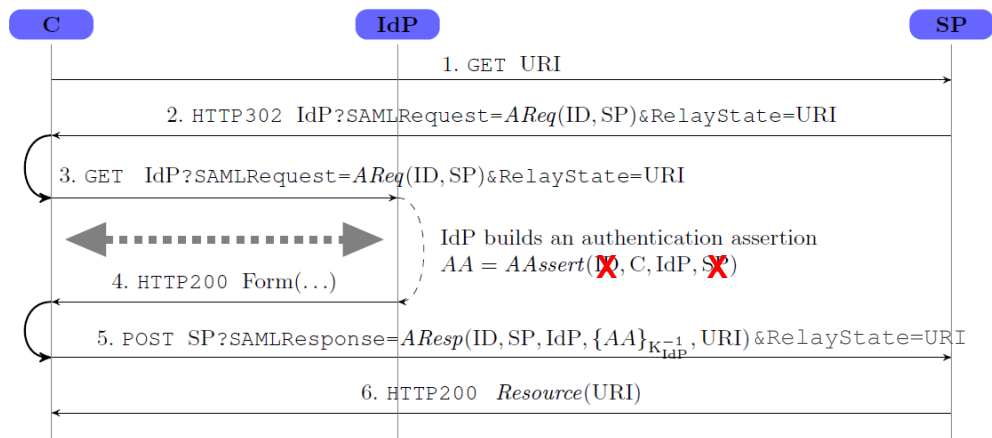 C IdP SP
1. GET URI
2. HTTP302 IdP?SAMLRequest=AReq(ID, SP)&RelayState=URI
3. GET IdP?SAMLRequest=AReq(ID, SP)&RelayState=URI
IdP builds an authentication assertion
AA = AAssert(ID, C, IdP, SP)
X X
4. HTTP200 Form(...)
5. POST SP?SAMLResponse=AResp(ID, SP, IdP, {AA}K_IdP^-1, URI)&RelayState=URI
6. HTTP200 Resource(URI)